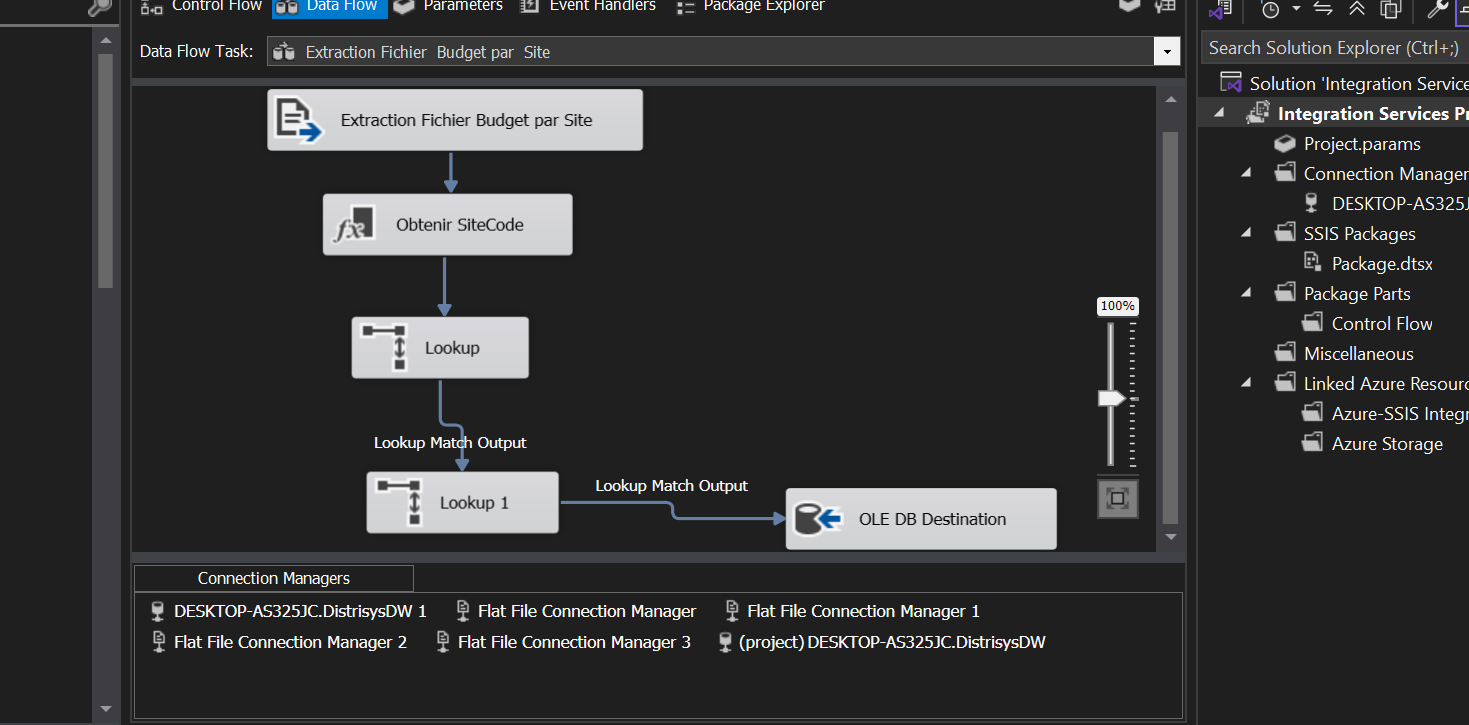 Control Flow Data Flow Parameters Event Handlers Package Explorer
Data Flow Task: Extraction Fichier Budget par Site
Extraction Fichier Budget par Site
fx Obtenir SiteCode
Lookup
Lookup Match Output
Lookup 1
Lookup Match Output
OLE DB Destination
100%
Connection Managers
DESKTOP-AS325JC.DistrisysDW 1 Flat File Connection Manager Flat File Connection Manager 1
Flat File Connection Manager 2 Flat File Connection Manager 3 (project) DESKTOP-AS325JC.DistrisysDW
Search Solution Explorer (Ctrl+;)
Solution 'Integration Service
Integration Services Pr
Project.params
Connection Manager
DESKTOP-AS325J
SSIS Packages
Package.dtsx
Package Parts
Control Flow
Miscellaneous
Linked Azure Resourc
Azure-SSIS Integr
Azure Storage